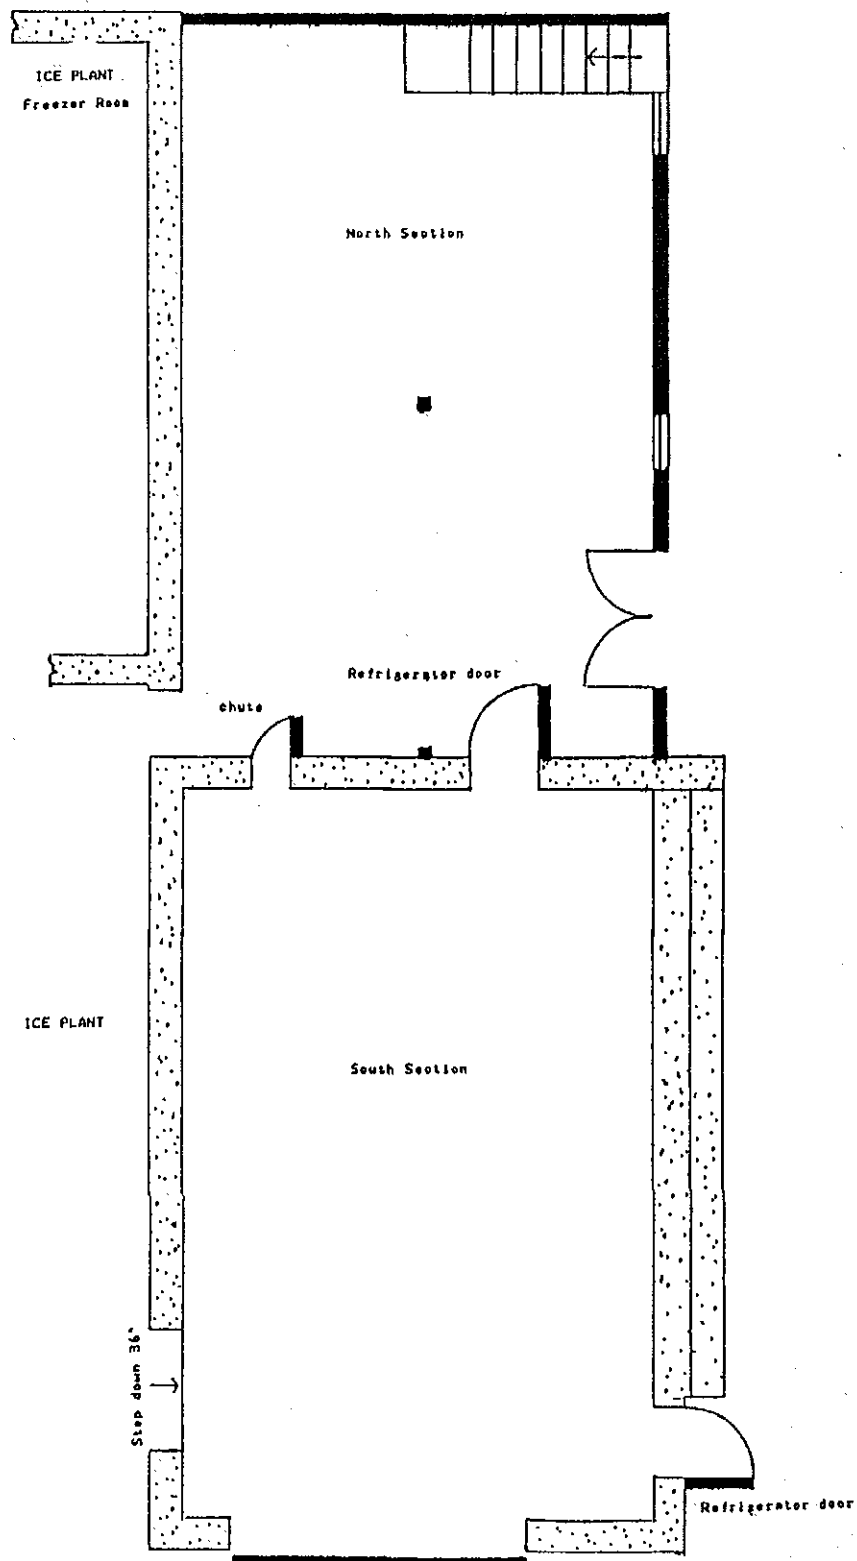 ICE PLANT
Freezer Room
North Section
Refrigerator door
chute
ICE PLANT
South Section
Step down 36"
Refrigerator door